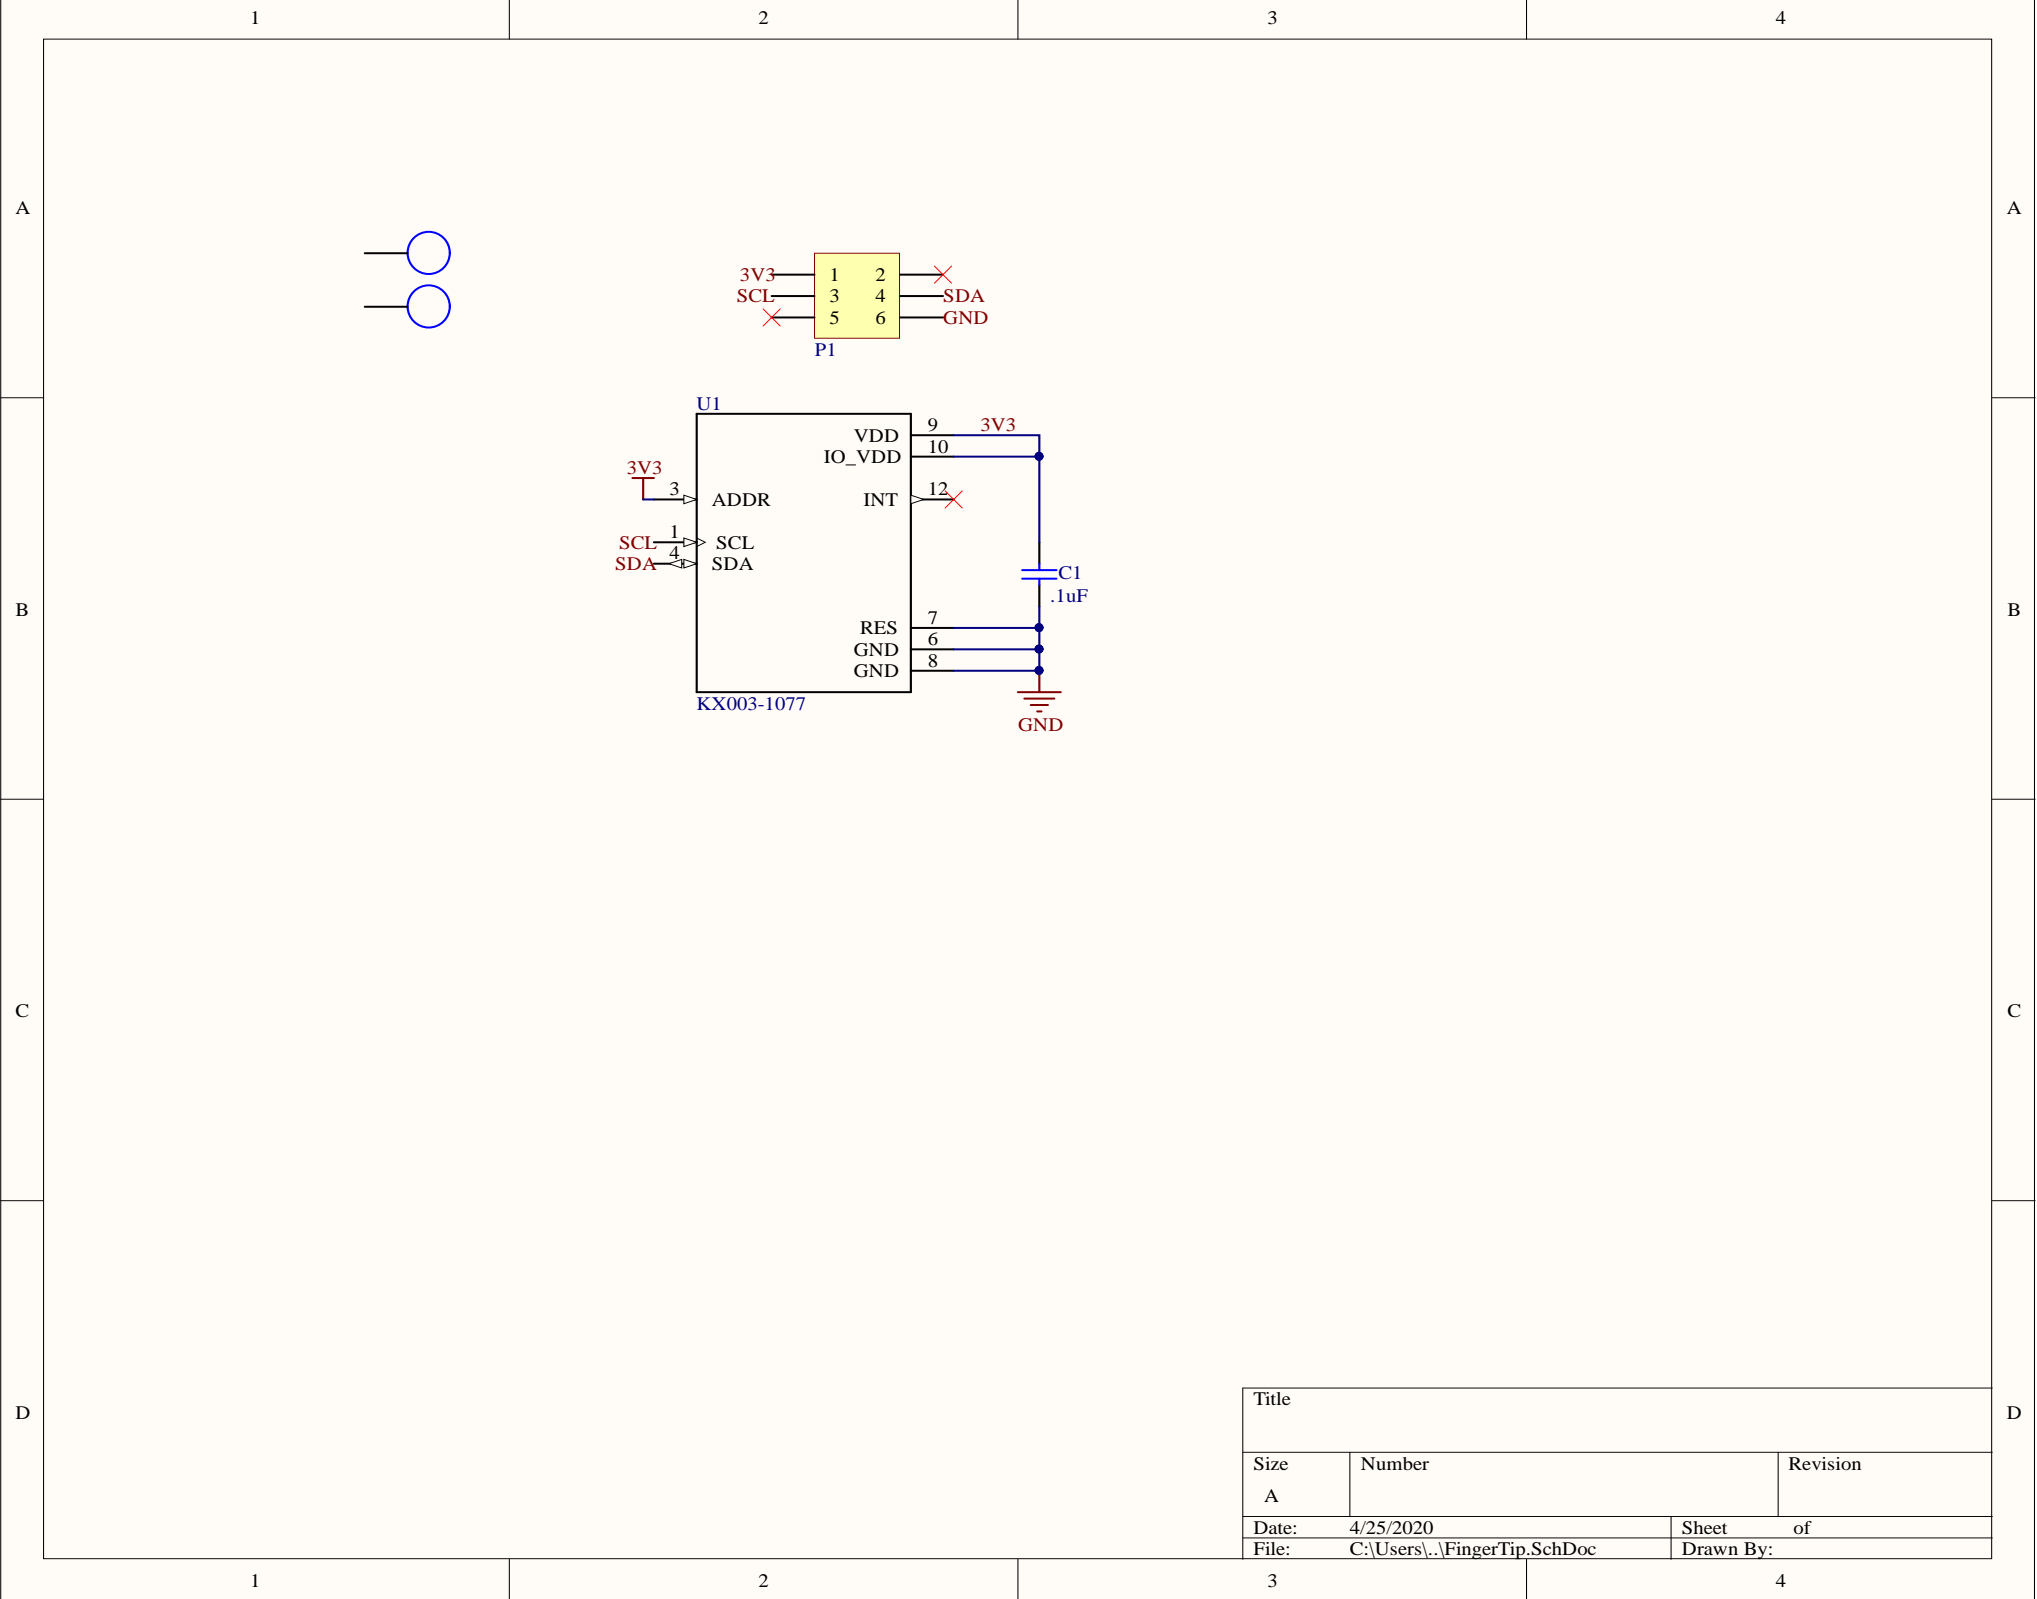 1 2 3 4
A A
3V3 1 2
SCL 3 4 SDA
5 6 GND
P1
U1
VDD 9 3V3
IO_VDD 10
3V3
3 ADDR INT 12
SCL 1 SCL
SDA 4 SDA
C1
.1uF
B B
RES 7
GND 6
GND 8
KX003-1077
GND
C C
Title
D D
Size Number Revision
A
Date: 4/25/2020 Sheet of
File: C:\Users\..\FingerTip.SchDoc Drawn By:
1 2 3 4